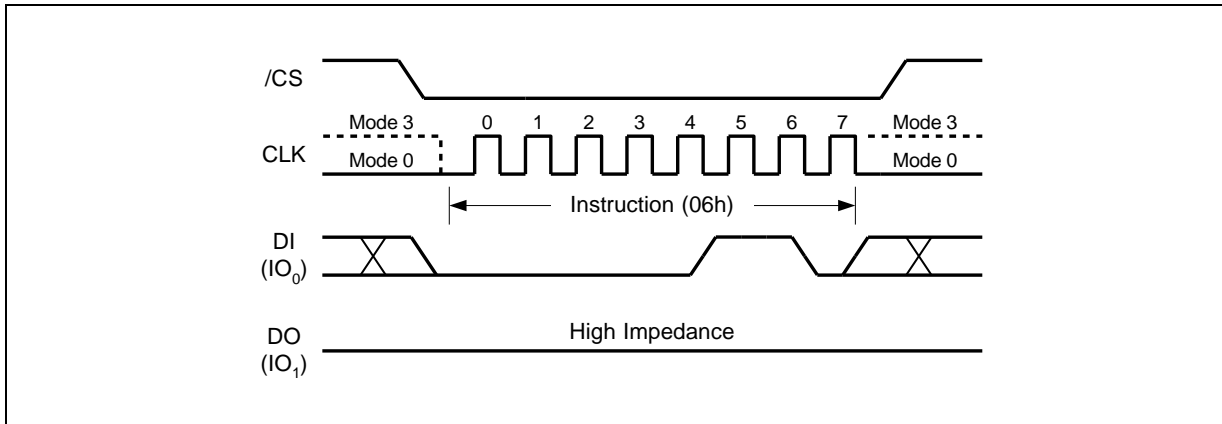 /CS
Mode 3 0 1 2 3 4 5 6 7 Mode 3
CLK
Mode 0 Mode 0
Instruction (06h)
DI
(IO0)
High Impedance
DO
(IO1)